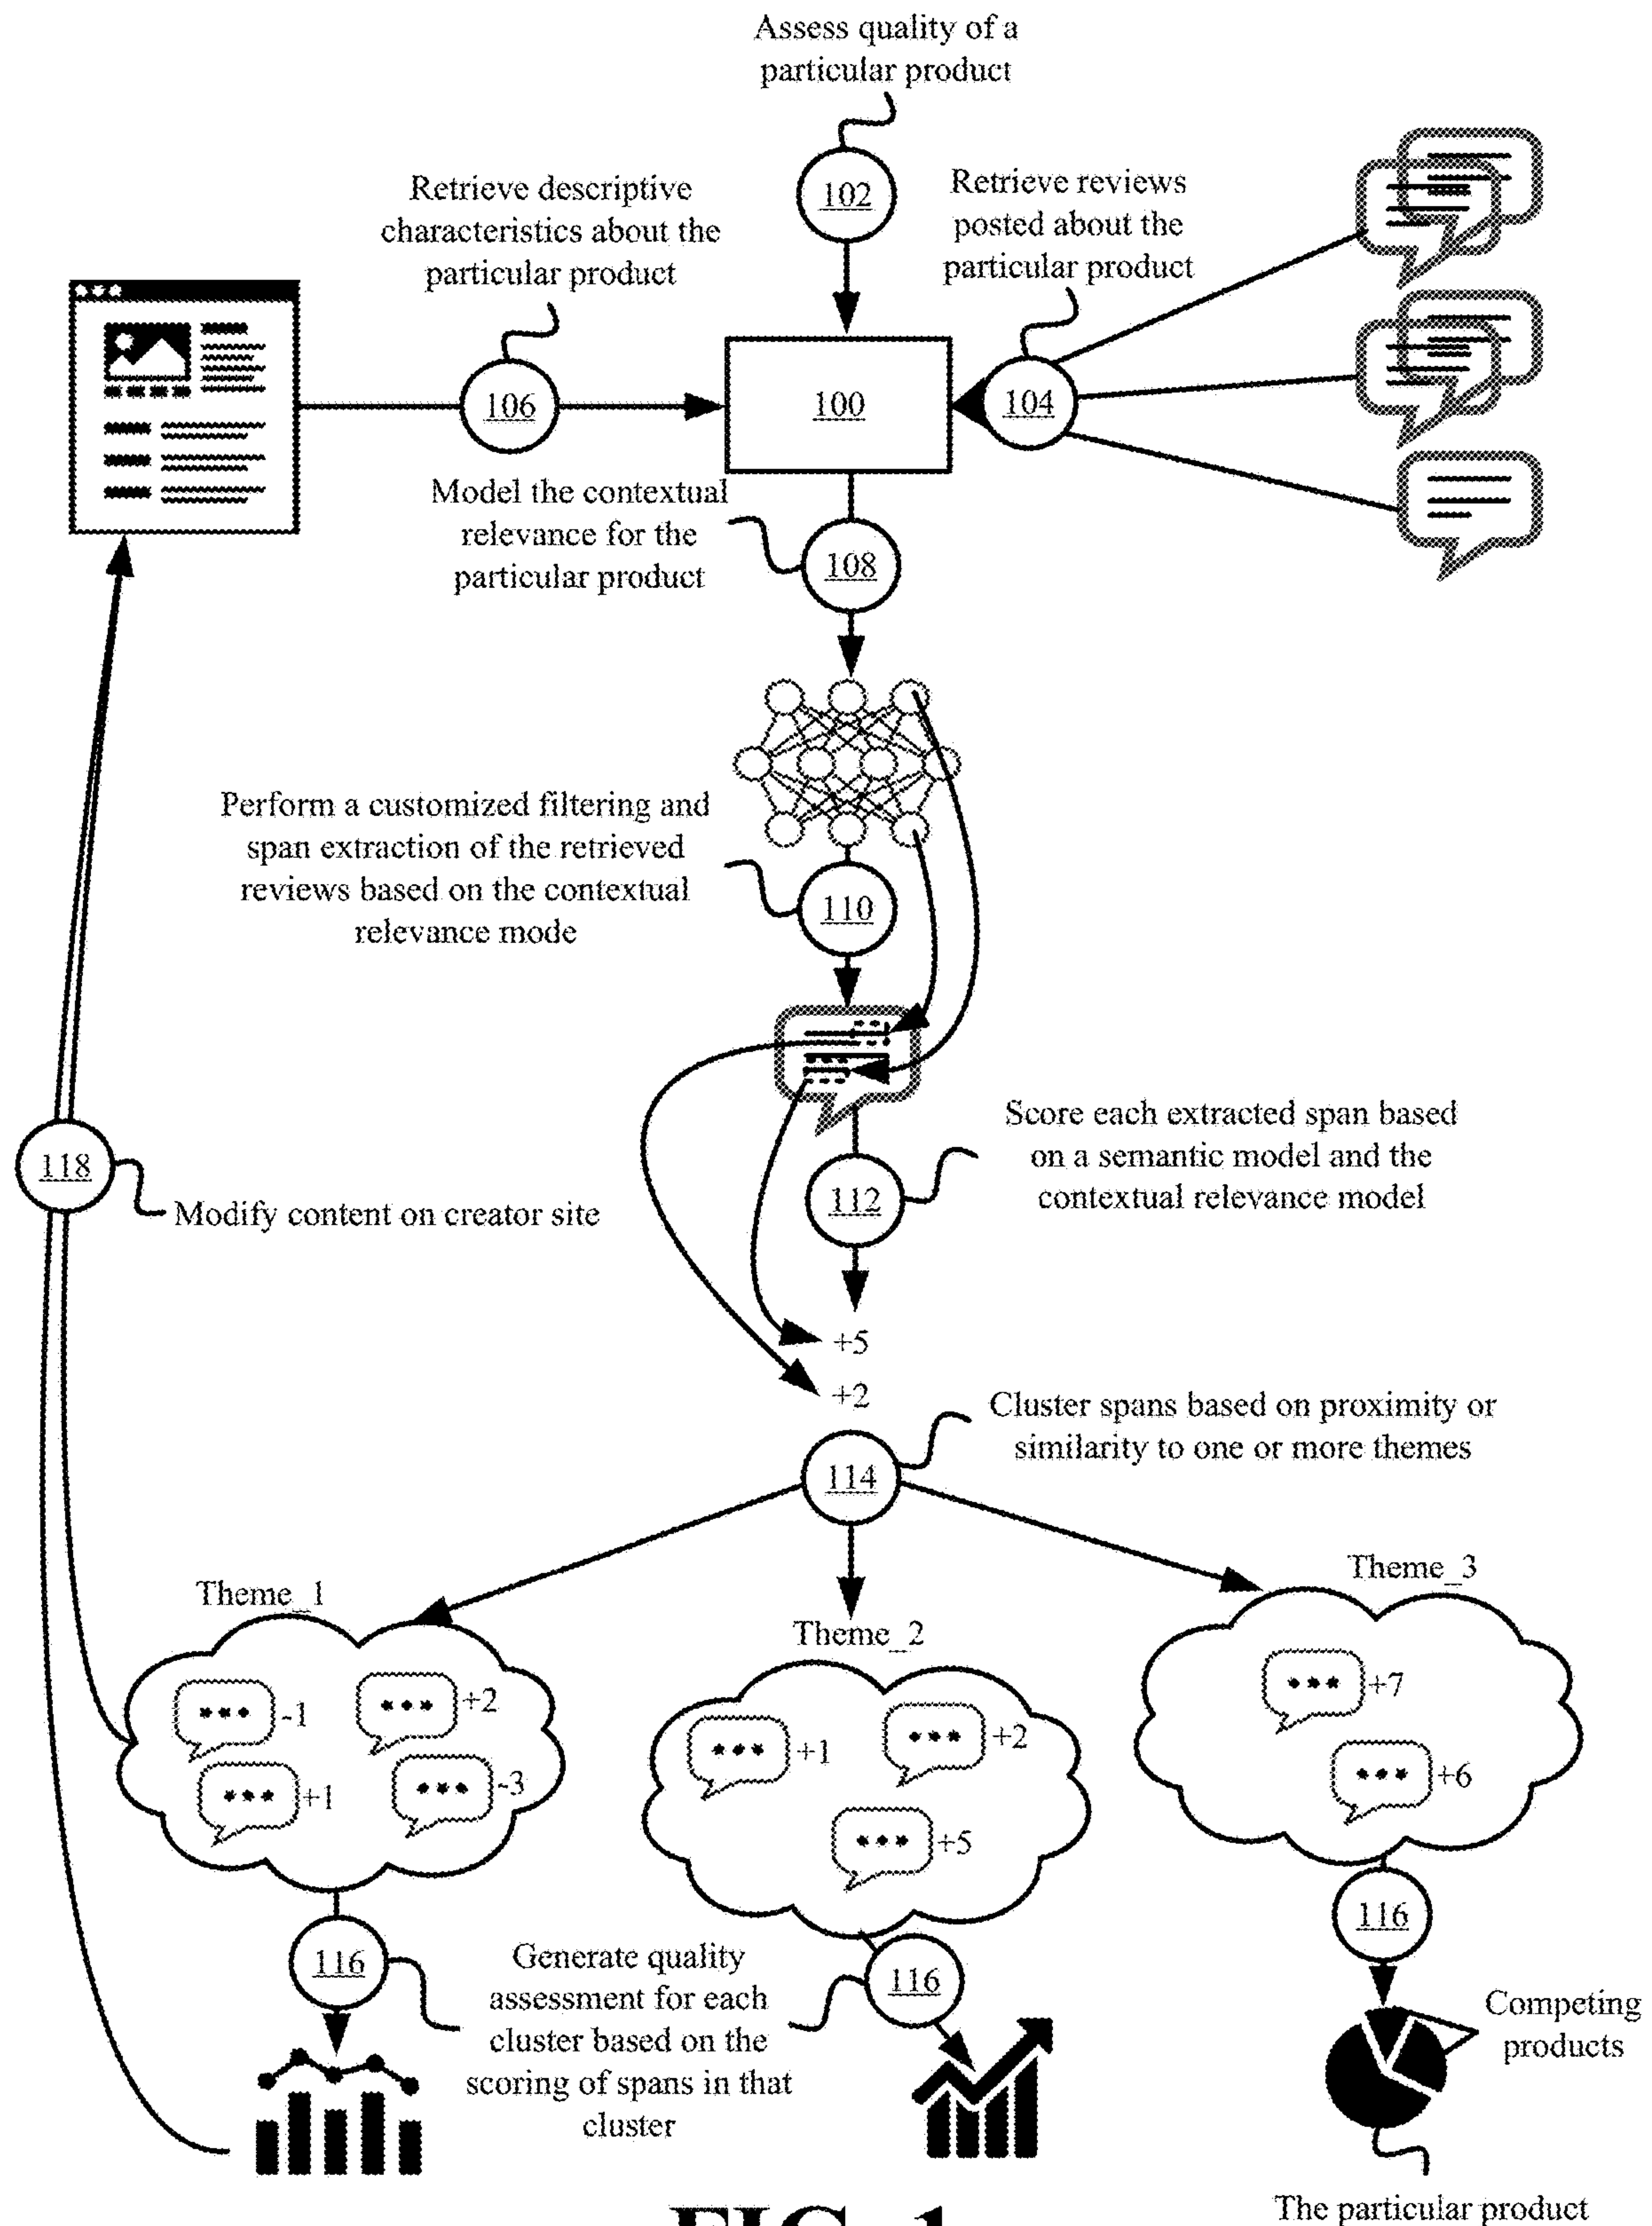 Assess quality of a
particular product
102
Retrieve descriptive
characteristics about the
particular product
Retrieve reviews
posted about the
particular product
106
100
104
Model the contextual
relevance for the
particular product
108
Perform a customized filtering and
span extraction of the retrieved
reviews based on the contextual
relevance mode
110
Score each extracted span based
on a semantic model and the
contextual relevance model
112
118
Modify content on creator site
+5
+2
Cluster spans based on proximity or
similarity to one or more themes
114
Theme_1
-1
+2
+1
-3
Theme_2
+1
+2
+5
Theme_3
+7
+6
116
116
116
Generate quality
assessment for each
cluster based on the
scoring of spans in that
cluster
Competing
products
The particular product
FIG. 1